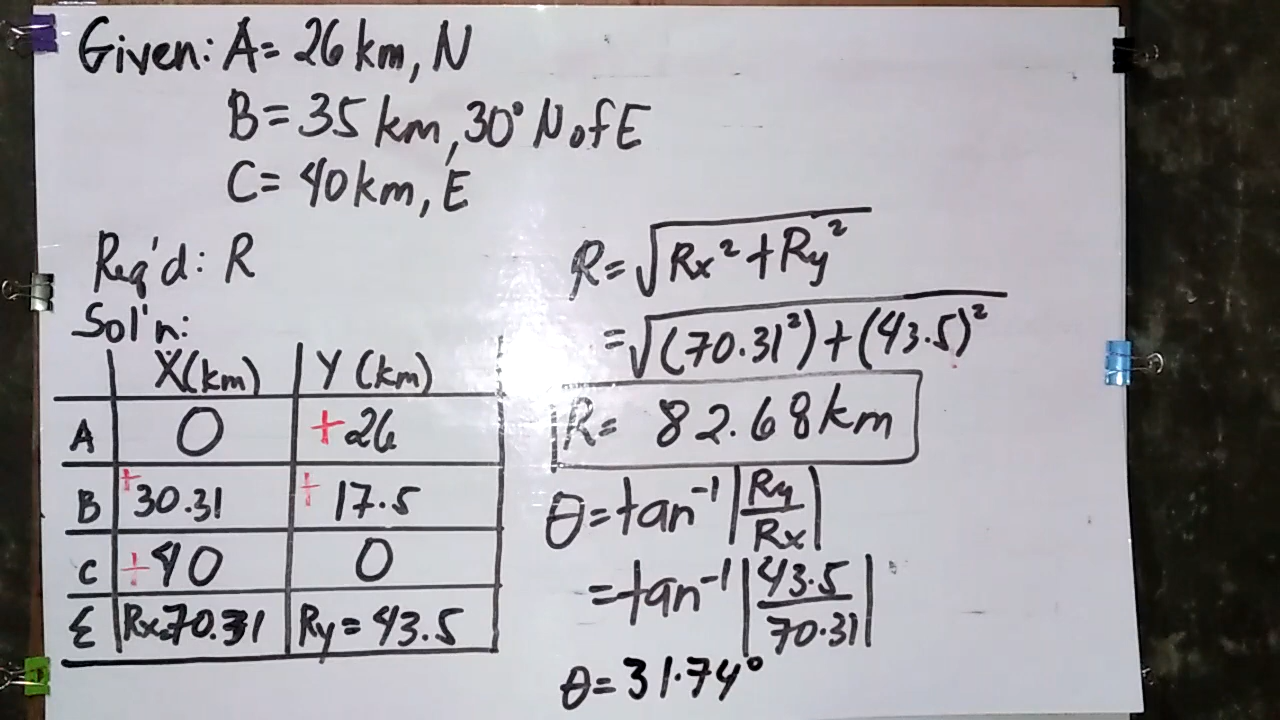 Given: A= 26 km, N
B= 35 km, 30° N of E
C= 40 km, E
Req'd: R
Sol'n:
X(km) Y (km)
A 0 +26
B +30.31 +17.5
C +40 0
Σ Rx=70.31 Ry= 43.5
R=√Rx²+Ry²
=√(70.31²)+(43.5)²
R= 82.68 km
θ=tan⁻¹|Ry/Rx|
=tan⁻¹|43.5/70.31|
θ=31.74°